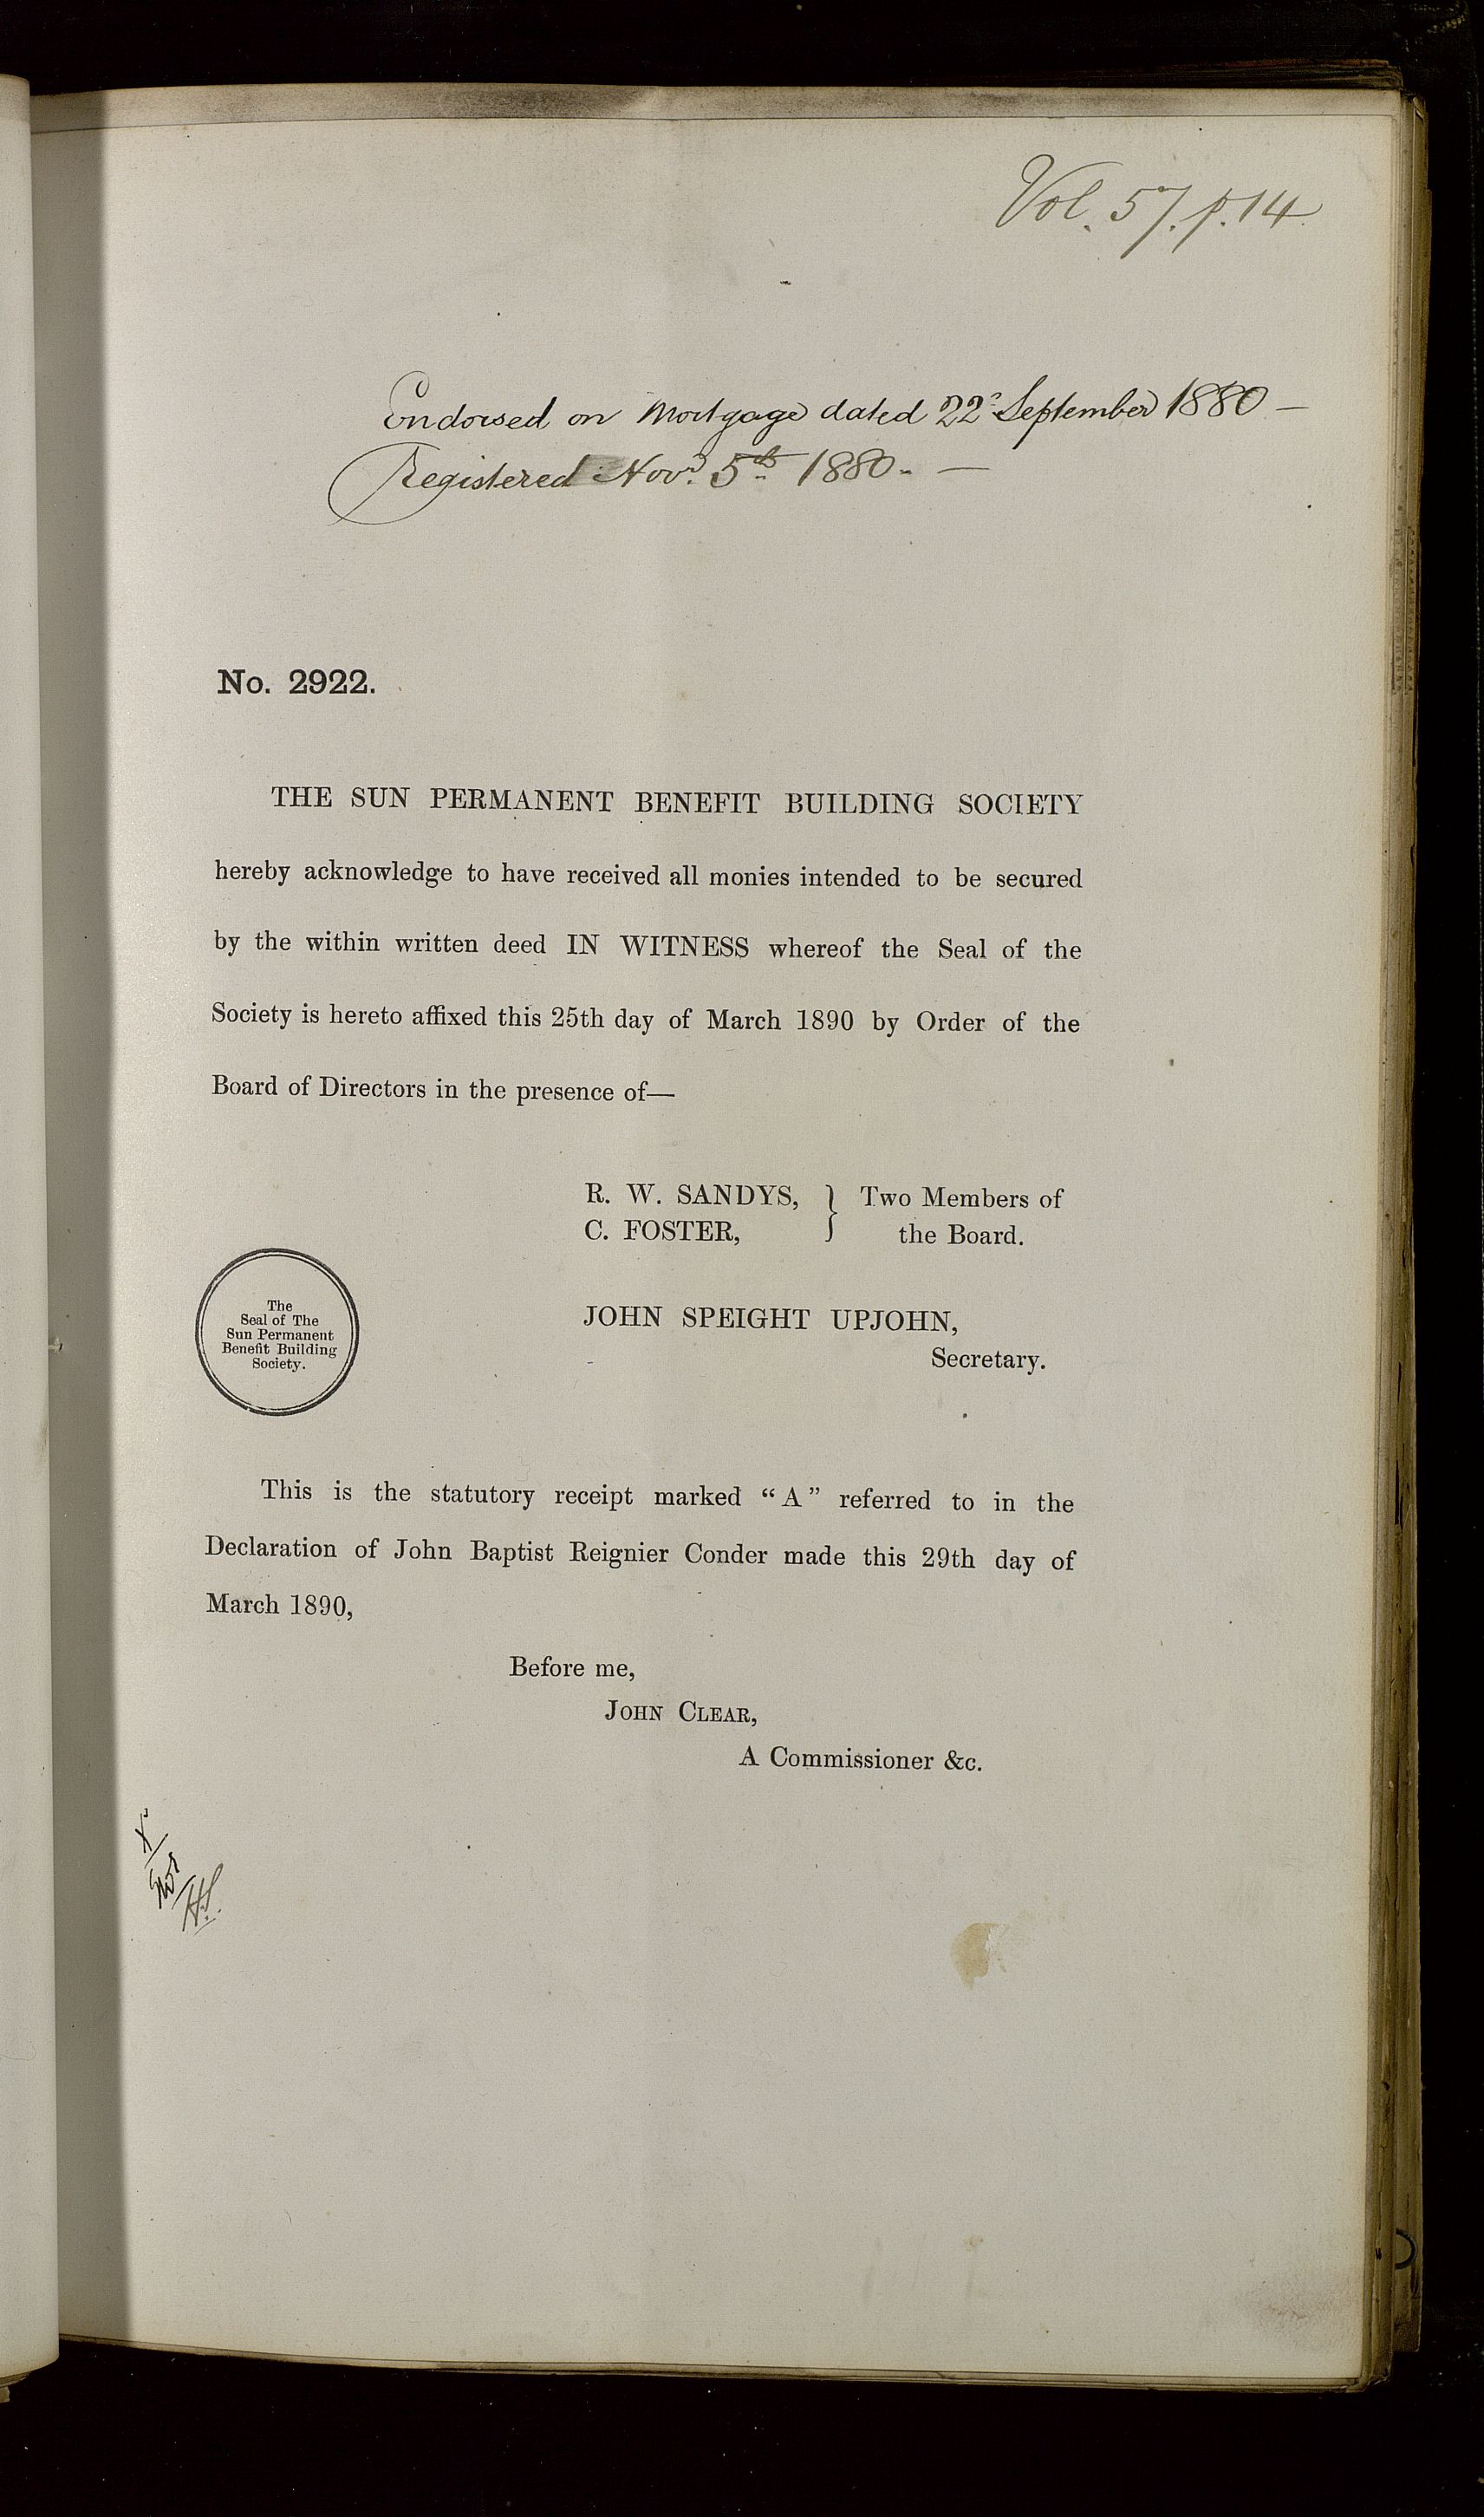 Vol. 57. p. 14
Endorsed on Mortgage dated 22d September 1880 —
Registered Novr. 5th 1880. —
No. 2922.
THE SUN PERMANENT BENEFIT BUILDING SOCIETY
hereby acknowledge to have received all monies intended to be secured
by the within written deed IN WITNESS whereof the Seal of the
Society is hereto affixed this 25th day of March 1890 by Order of the
Board of Directors in the presence of—
R. W. SANDYS, } Two Members of
C. FOSTER, the Board.
The
Seal of The
Sun Permanent
Benefit Building
Society.
JOHN SPEIGHT UPJOHN,
Secretary.
This is the statutory receipt marked “A” referred to in the
Declaration of John Baptist Reignier Conder made this 29th day of
March 1890,
Before me,
JOHN CLEAR,
A Commissioner &c.